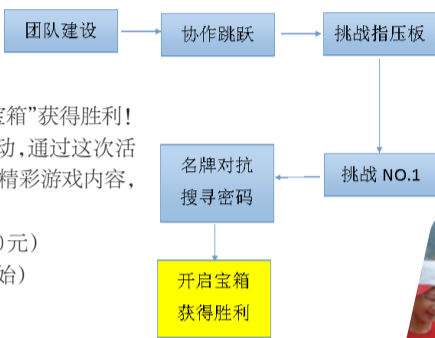 团队建设
协作跳跃
挑战指压板
宝箱”获得胜利！
动，通过这次活
精彩游戏内容，
0元）
始）
挑战 NO.1
名牌对抗
搜寻密码
开启宝箱
获得胜利